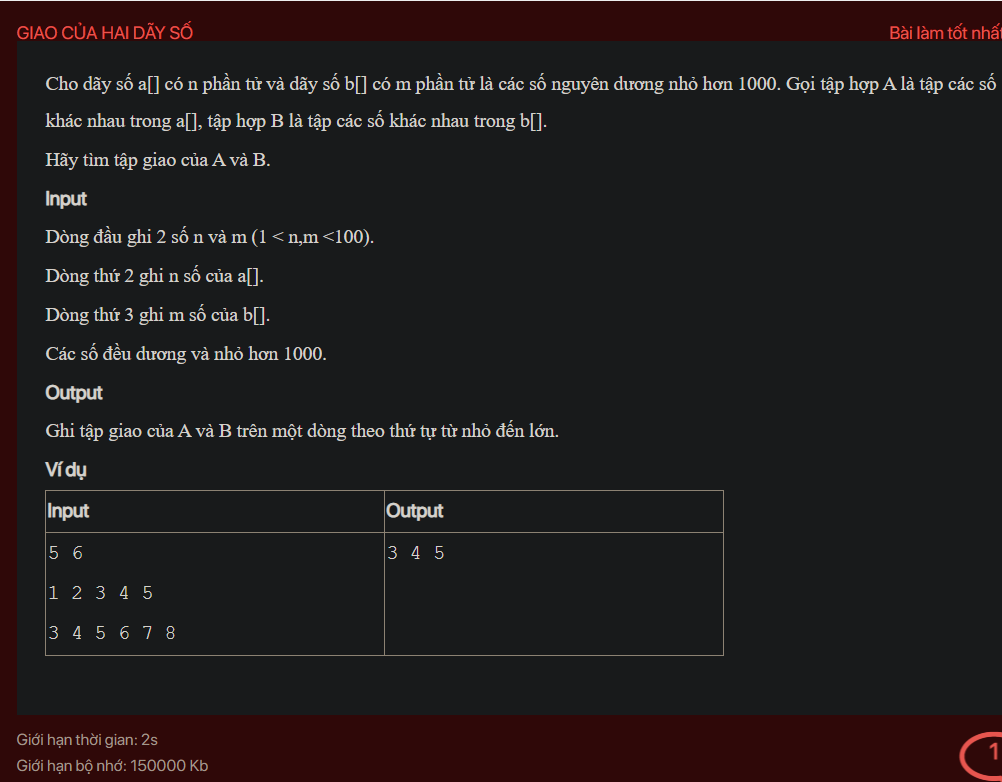 GIAO CỦA HAI DÃY SỐ
Bài làm tốt nhất
Cho dãy số a[] có n phần tử và dãy số b[] có m phần tử là các số nguyên dương nhỏ hơn 1000. Gọi tập hợp A là tập các số
khác nhau trong a[], tập hợp B là tập các số khác nhau trong b[].
Hãy tìm tập giao của A và B.
Input
Dòng đầu ghi 2 số n và m (1 < n,m <100).
Dòng thứ 2 ghi n số của a[].
Dòng thứ 3 ghi m số của b[].
Các số đều dương và nhỏ hơn 1000.
Output
Ghi tập giao của A và B trên một dòng theo thứ tự từ nhỏ đến lớn.
Ví dụ
Input Output
5 6 3 4 5
1 2 3 4 5
3 4 5 6 7 8
Giới hạn thời gian: 2s
Giới hạn bộ nhớ: 150000 Kb
1